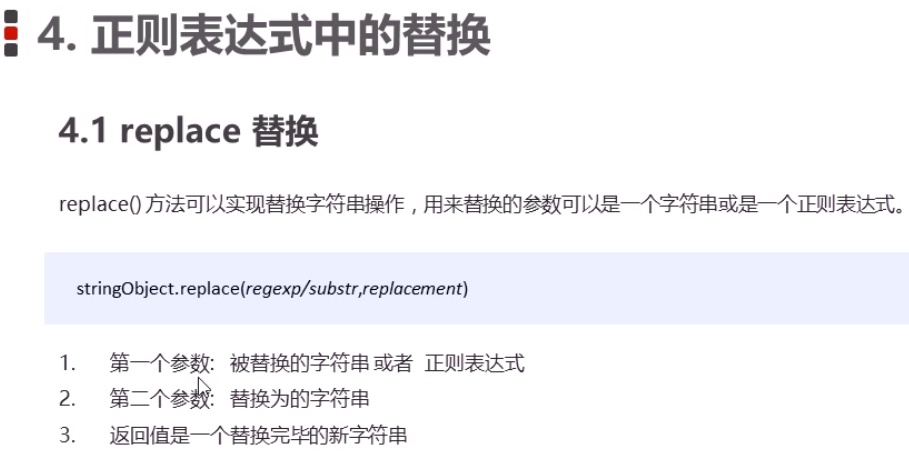 4. 正则表达式中的替换
4.1 replace 替换
replace() 方法可以实现替换字符串操作，用来替换的参数可以是一个字符串或是一个正则表达式。
stringObject.replace(regexp/substr,replacement)
1. 第一个参数: 被替换的字符串 或者 正则表达式
2. 第二个参数: 替换为的字符串
3. 返回值是一个替换完毕的新字符串